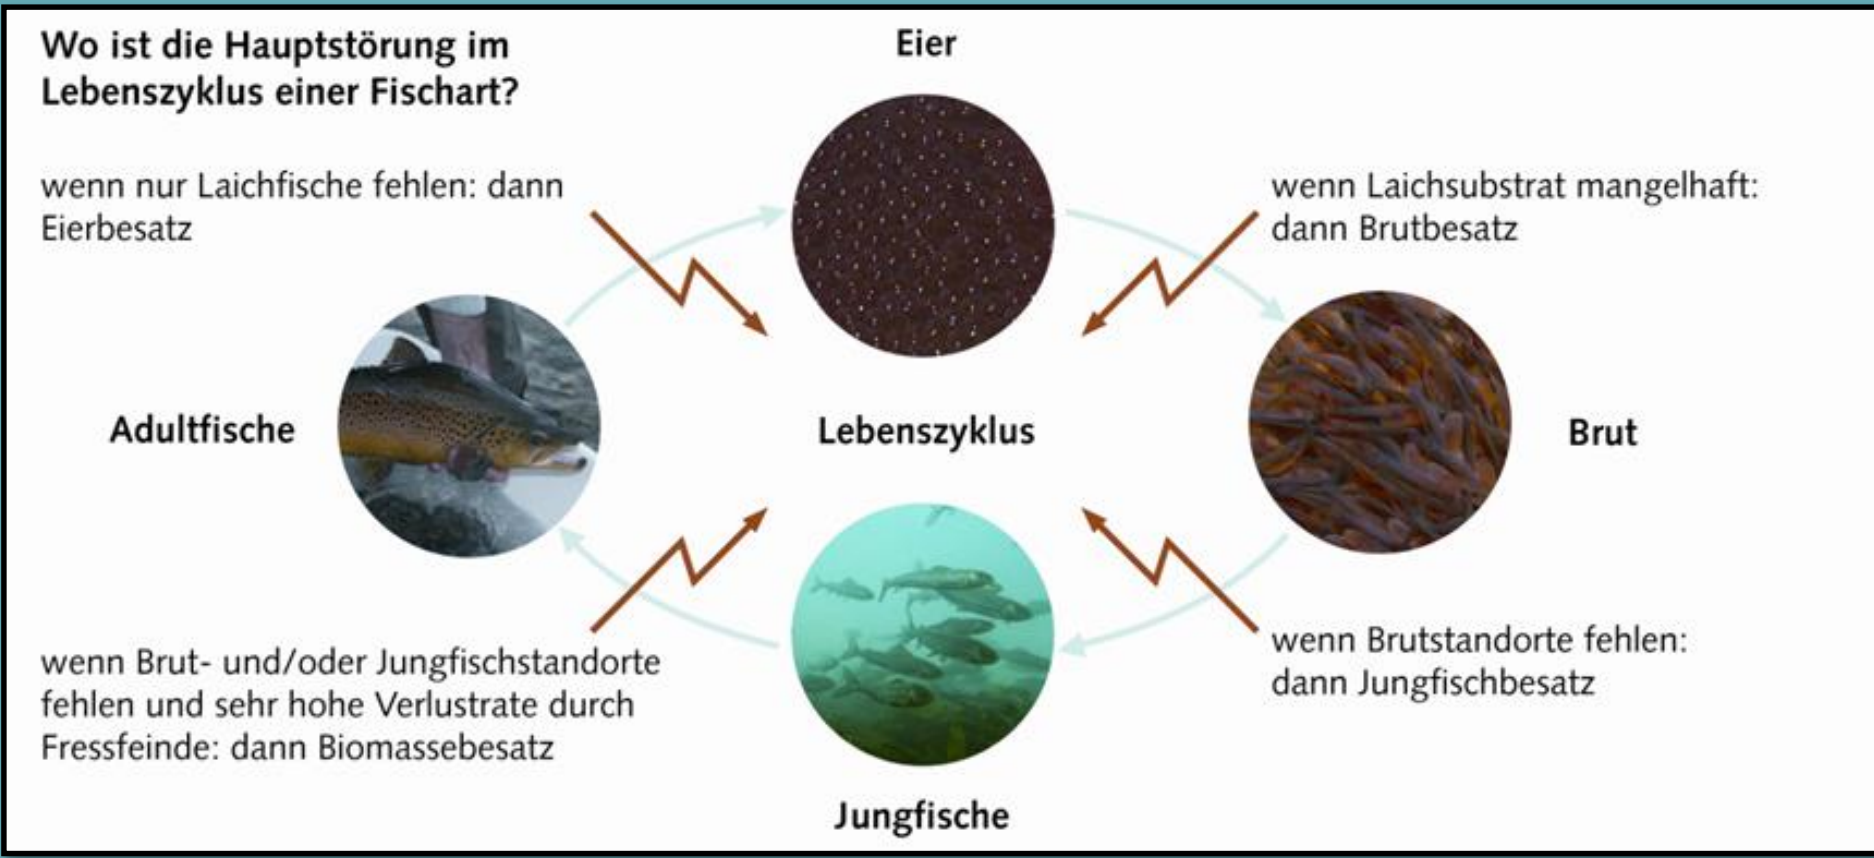 Wo ist die Hauptstörung im
Lebenszyklus einer Fischart?
Eier
wenn nur Laichfische fehlen: dann
Eierbesatz
wenn Laichsubstrat mangelhaft:
dann Brutbesatz
Adultfische
Lebenszyklus
Brut
wenn Brut- und/oder Jungfischstandorte
fehlen und sehr hohe Verlustrate durch
Fressfeinde: dann Biomassebesatz
wenn Brutstandorte fehlen:
dann Jungfischbesatz
Jungfische